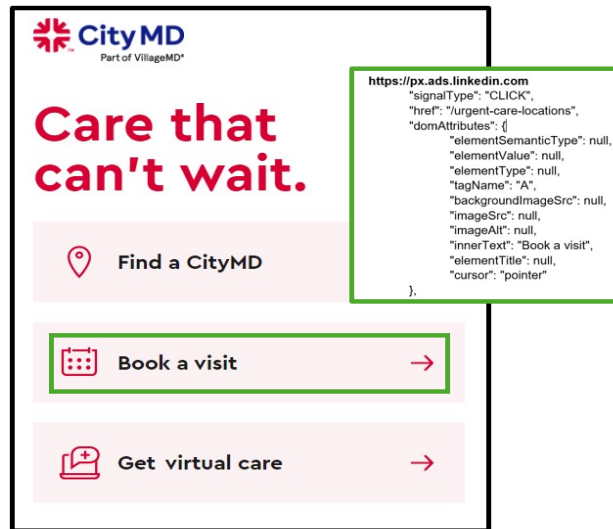 CityMD
Part of VillageMD®
Care that
can't wait.
Find a CityMD
Book a visit
Get virtual care
https://px.ads.linkedin.com
"signalType": "CLICK",
"href": "/urgent-care-locations",
"domAttributes": {
"elementSemanticType": null,
"elementValue": null,
"elementType": null,
"tagName": "A",
"backgroundImageSrc": null,
"imageSrc": null,
"imageAlt": null,
"innerText": "Book a visit",
"elementTitle": null,
"cursor": "pointer"
},